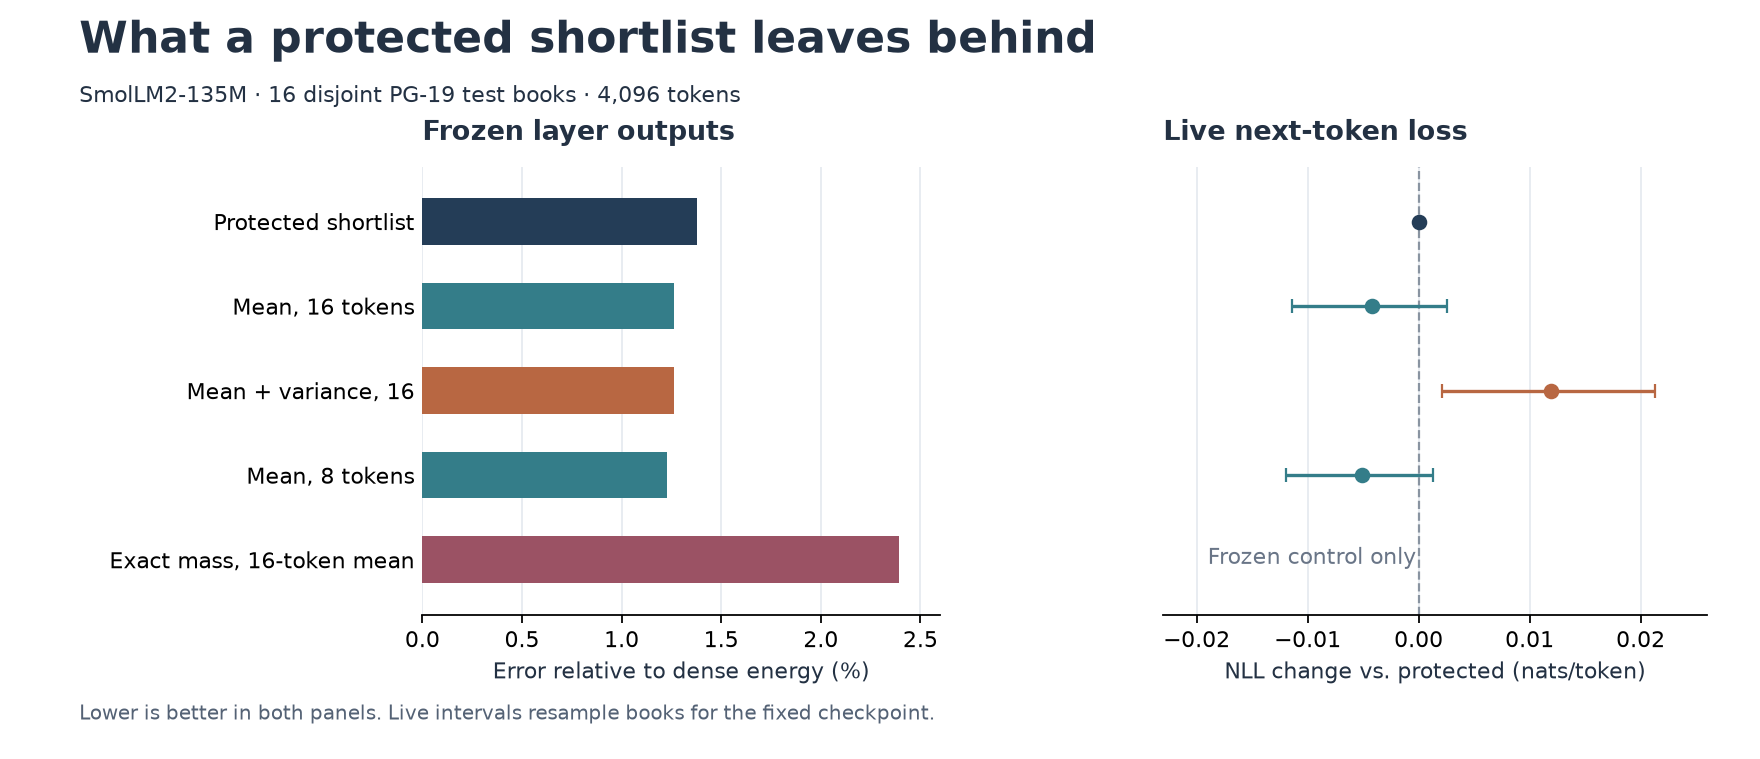 What a protected shortlist leaves behind
SmolLM2-135M · 16 disjoint PG-19 test books · 4,096 tokens
Frozen layer outputs
Protected shortlist
Mean, 16 tokens
Mean + variance, 16
Mean, 8 tokens
Exact mass, 16-token mean
0.0 0.5 1.0 1.5 2.0 2.5
Error relative to dense energy (%)
Live next-token loss
Frozen control only
−0.02 −0.01 0.00 0.01 0.02
NLL change vs. protected (nats/token)
Lower is better in both panels. Live intervals resample books for the fixed checkpoint.